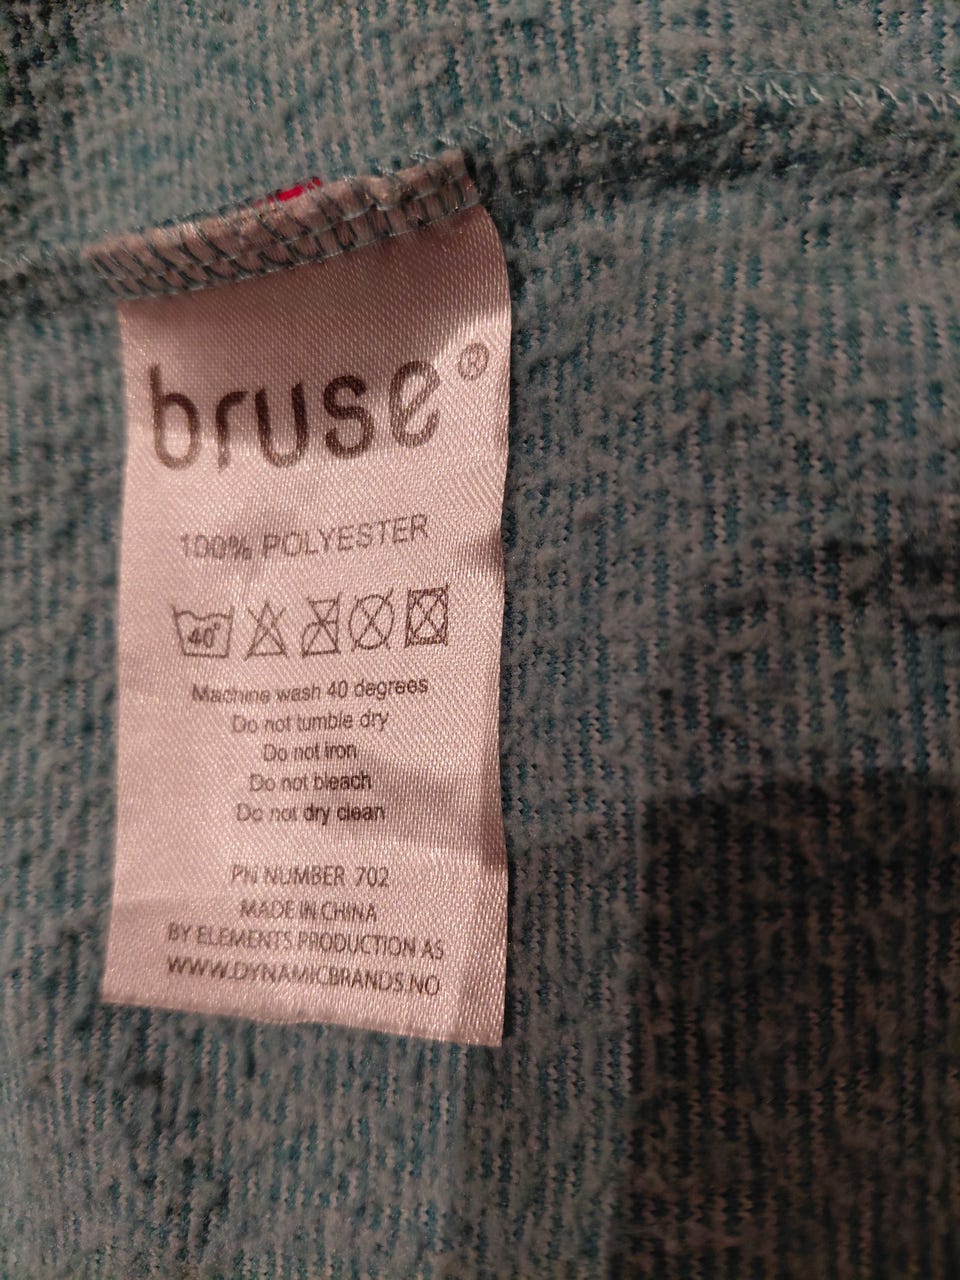 bruse®
100% POLYESTER
40°
Machine wash 40 degrees
Do not tumble dry
Do not iron
Do not bleach
Do not dry clean
PN NUMBER 702
MADE IN CHINA
BY ELEMENTS PRODUCTION AS
WWW.DYNAMICBRANDS.NO